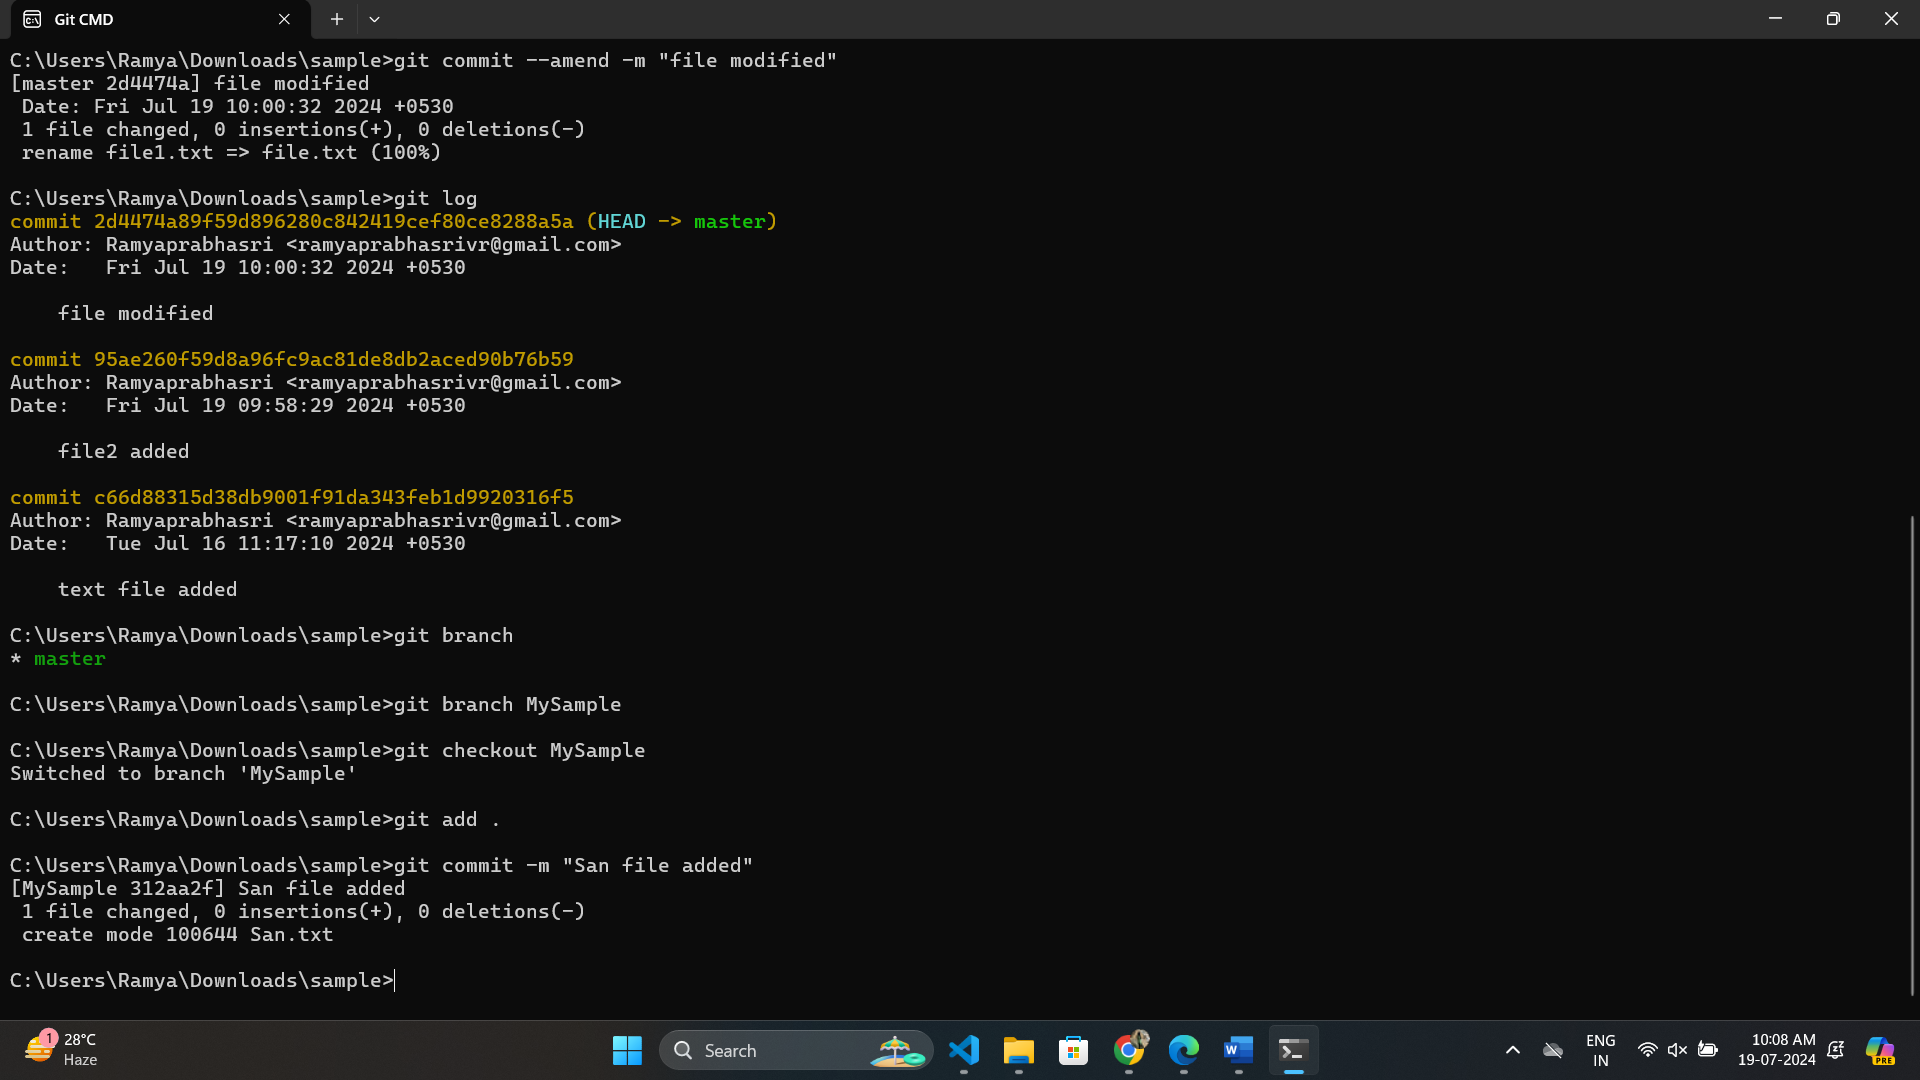 Git CMD
C:\Users\Ramya\Downloads\sample>git commit --amend -m "file modified"
[master 2d4474a] file modified
 Date: Fri Jul 19 10:00:32 2024 +0530
 1 file changed, 0 insertions(+), 0 deletions(-)
 rename file1.txt => file.txt (100%)
C:\Users\Ramya\Downloads\sample>git log
commit 2d4474a89f59d896280c842419cef80ce8288a5a (HEAD -> master)
Author: Ramyaprabhasri <ramyaprabhasrivr@gmail.com>
Date:   Fri Jul 19 10:00:32 2024 +0530
    file modified
commit 95ae260f59d8a96fc9ac81de8db2aced90b76b59
Author: Ramyaprabhasri <ramyaprabhasrivr@gmail.com>
Date:   Fri Jul 19 09:58:29 2024 +0530
    file2 added
commit c66d88315d38db9001f91da343feb1d9920316f5
Author: Ramyaprabhasri <ramyaprabhasrivr@gmail.com>
Date:   Tue Jul 16 11:17:10 2024 +0530
    text file added
C:\Users\Ramya\Downloads\sample>git branch
* master
C:\Users\Ramya\Downloads\sample>git branch MySample
C:\Users\Ramya\Downloads\sample>git checkout MySample
Switched to branch 'MySample'
C:\Users\Ramya\Downloads\sample>git add .
C:\Users\Ramya\Downloads\sample>git commit -m "San file added"
[MySample 312aa2f] San file added
 1 file changed, 0 insertions(+), 0 deletions(-)
 create mode 100644 San.txt
C:\Users\Ramya\Downloads\sample>
1
28°C
Haze
Search
W
ENG
IN
10:08 AM
19-07-2024
PRE